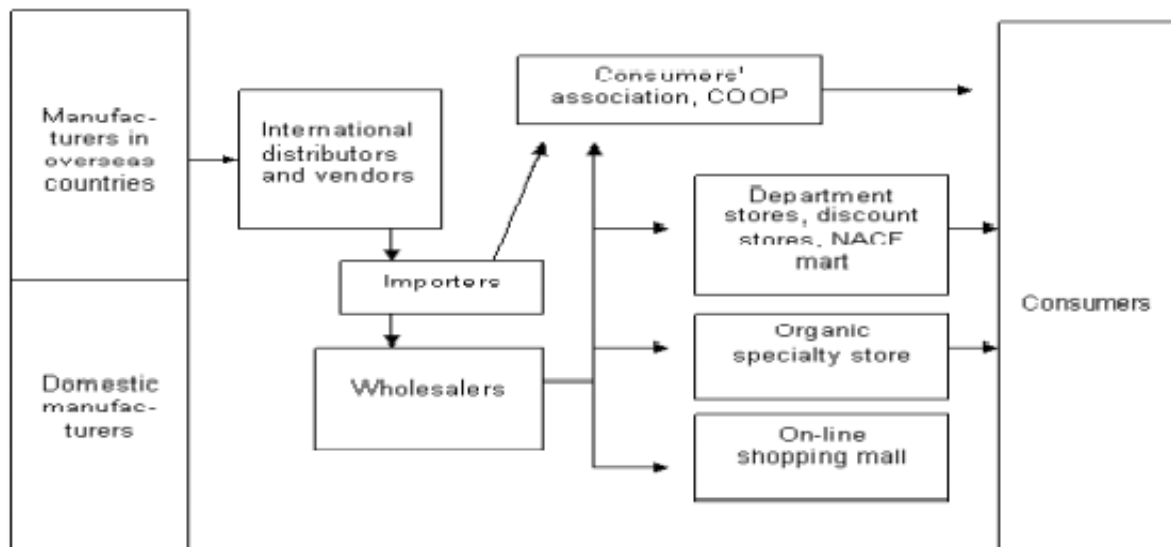 Manufac-
turers in
overseas
countries
Domestic
manufac-
turers
International
distributors
and vendors
Importers
Wholesalers
Consumers'
association, COOP
Department
stores, discount
stores, NACF
mart
Organic
specialty store
On-line
shopping mall
Consumers